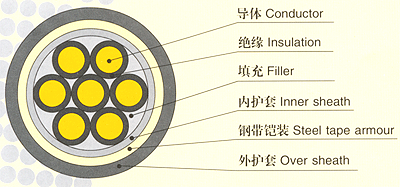 导体 Conductor
绝缘 Insulation
填充 Filler
内护套 Inner sheath
钢带铠装 Steel tape armour
外护套 Over sheath